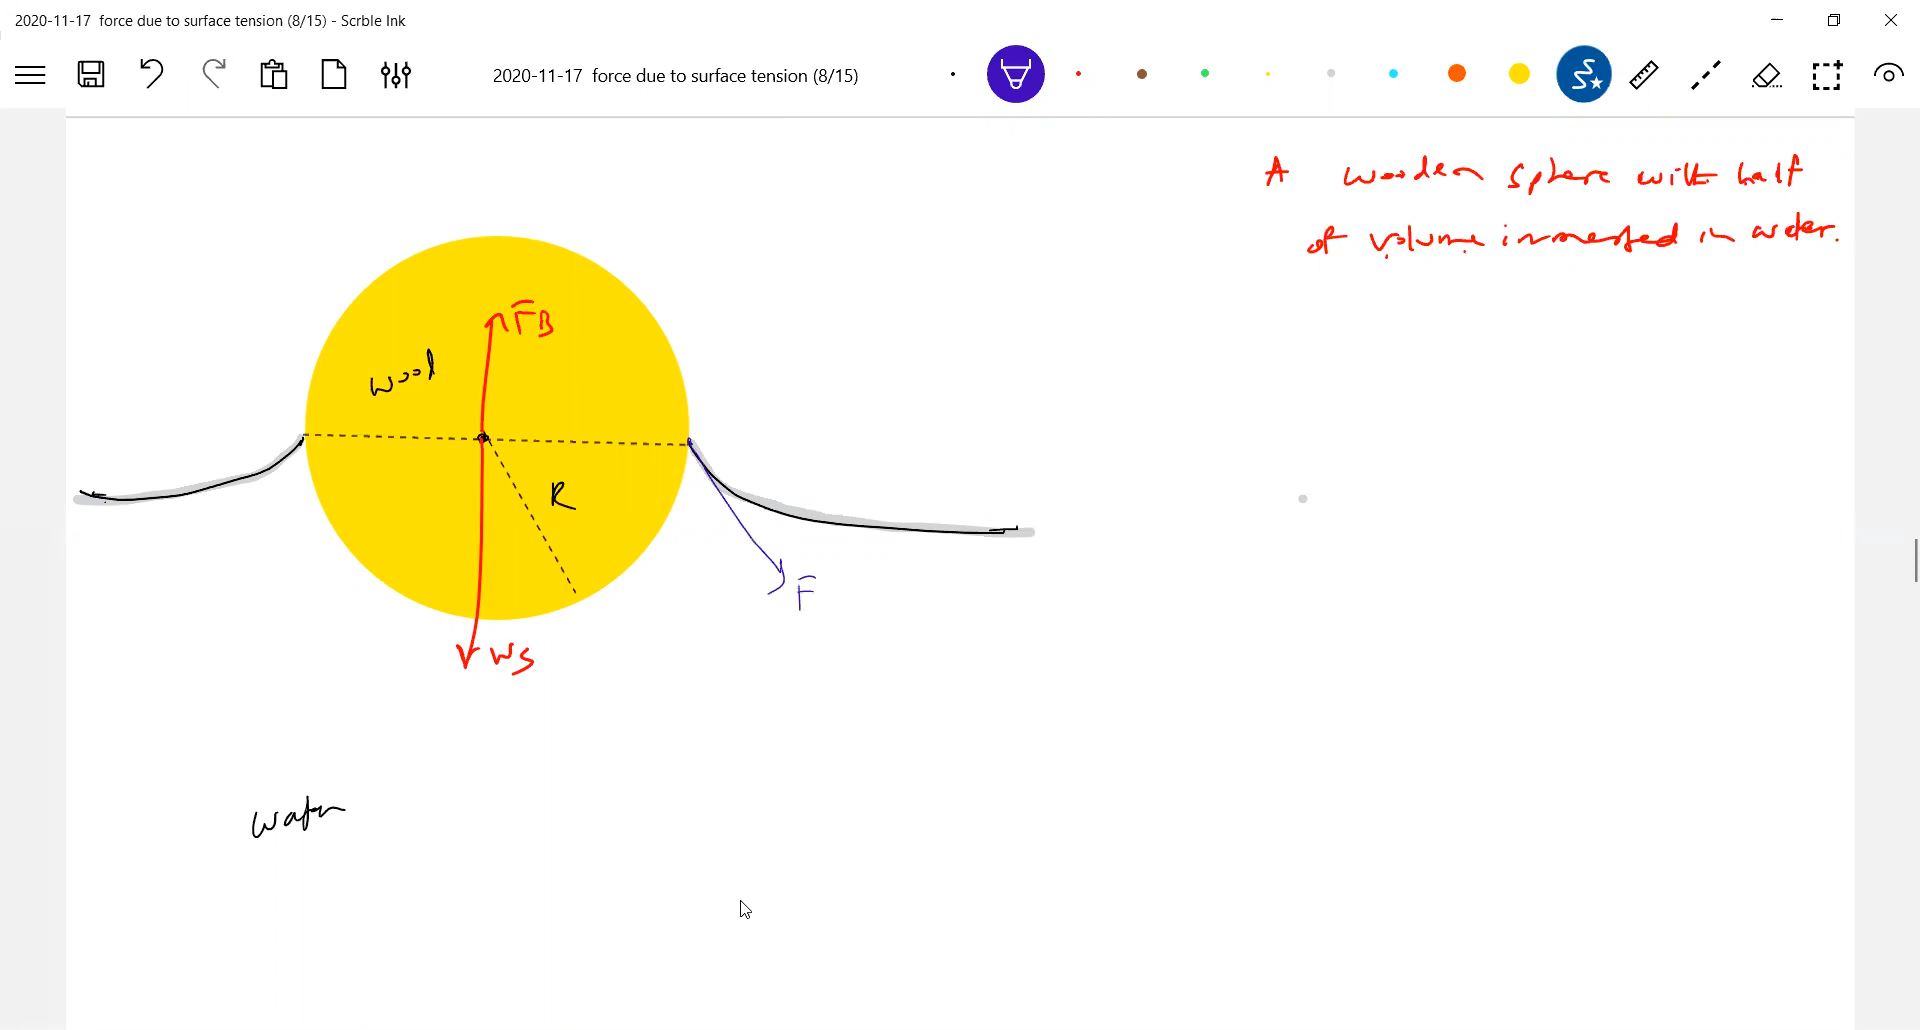 2020-11-17 force due to surface tension (8/15) - Scrble Ink
2020-11-17 force due to surface tension (8/15)
A wooden sphere with half
of volume immersed in water.
FB
wood
R
F
WS
water